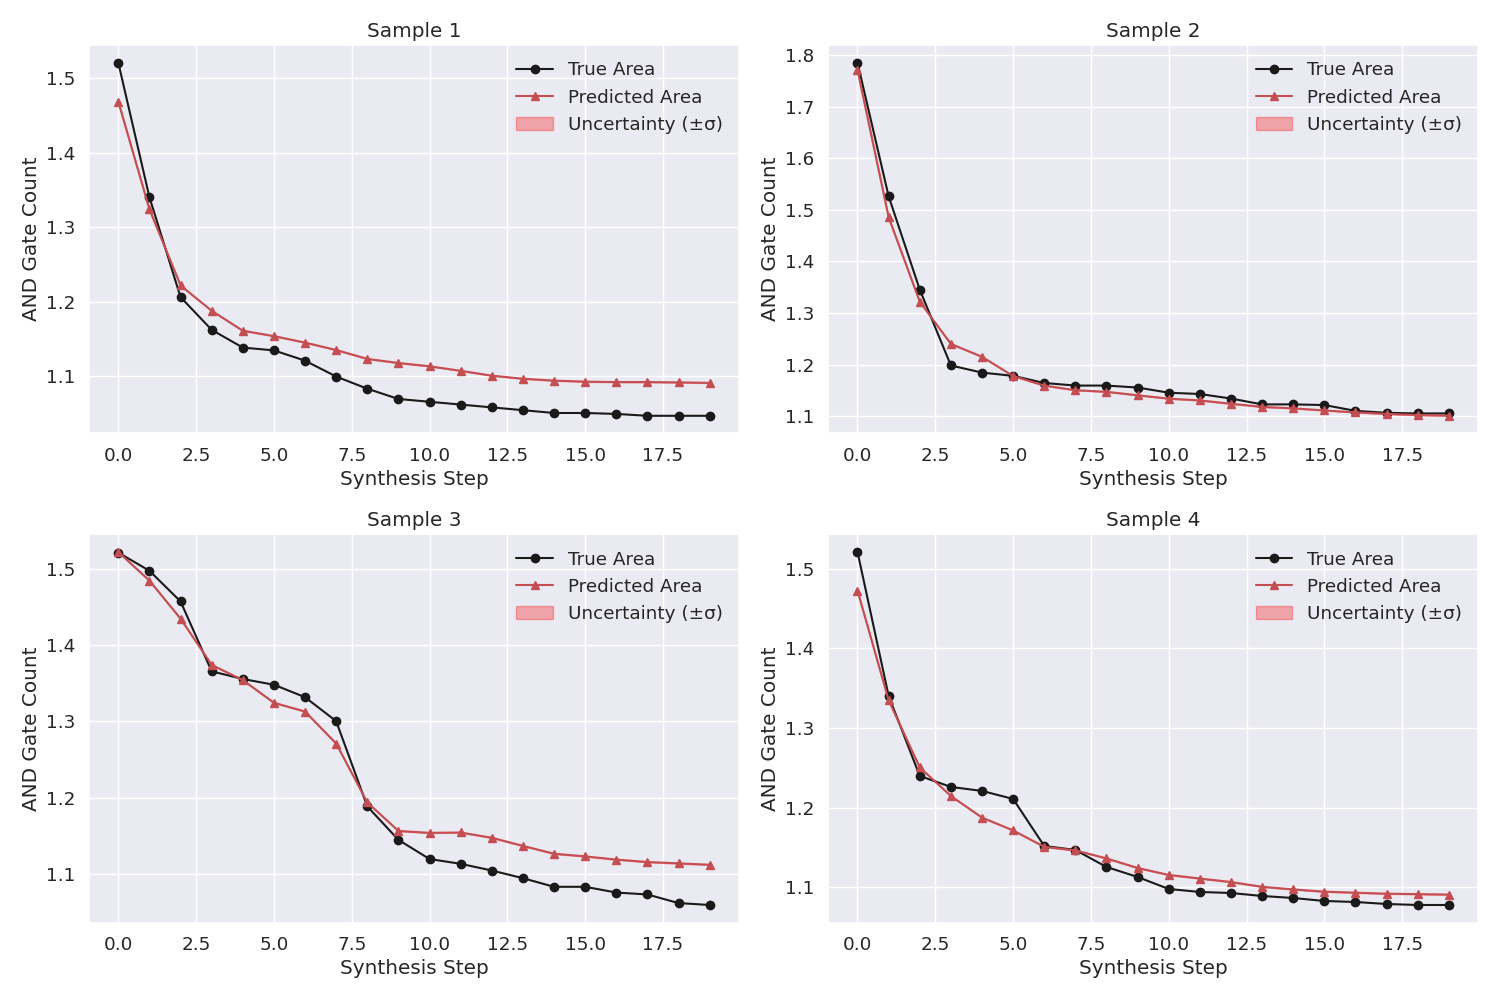 Sample 1
True Area
Predicted Area
Uncertainty (±σ)
AND Gate Count
1.5
1.4
1.3
1.2
1.1
0.0 2.5 5.0 7.5 10.0 12.5 15.0 17.5
Synthesis Step
Sample 2
True Area
Predicted Area
Uncertainty (±σ)
AND Gate Count
1.8
1.7
1.6
1.5
1.4
1.3
1.2
1.1
0.0 2.5 5.0 7.5 10.0 12.5 15.0 17.5
Synthesis Step
Sample 3
True Area
Predicted Area
Uncertainty (±σ)
AND Gate Count
1.5
1.4
1.3
1.2
1.1
0.0 2.5 5.0 7.5 10.0 12.5 15.0 17.5
Synthesis Step
Sample 4
True Area
Predicted Area
Uncertainty (±σ)
AND Gate Count
1.5
1.4
1.3
1.2
1.1
0.0 2.5 5.0 7.5 10.0 12.5 15.0 17.5
Synthesis Step